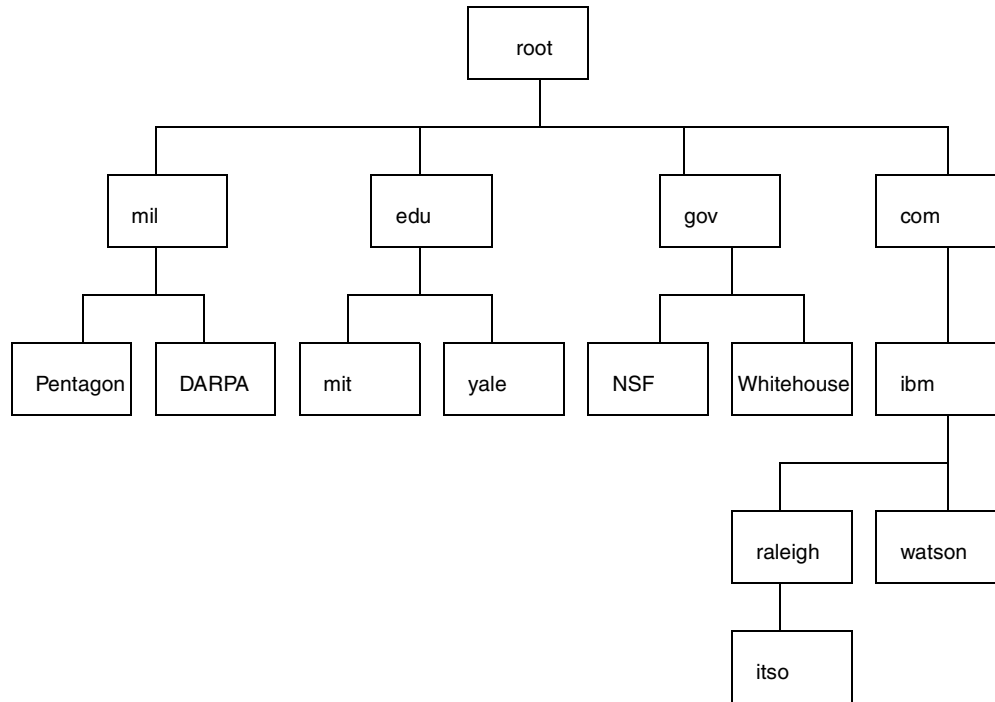 root
mil
edu
gov
com
Pentagon
DARPA
mit
yale
NSF
Whitehouse
ibm
raleigh
watson
itso